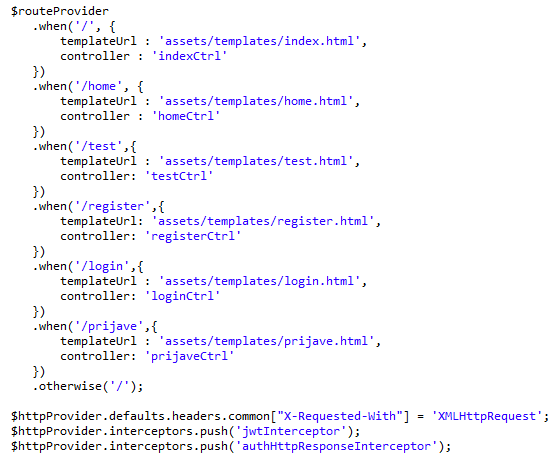 $routeProvider
.when('/', {
templateUrl : 'assets/templates/index.html',
controller : 'indexCtrl'
})
.when('/home', {
templateUrl : 'assets/templates/home.html',
controller : 'homeCtrl'
})
.when('/test',{
templateUrl : 'assets/templates/test.html',
controller: 'testCtrl'
})
.when('/register',{
templateUrl: 'assets/templates/register.html',
controller: 'registerCtrl'
})
.when('/login',{
templateUrl : 'assets/templates/login.html',
controller: 'loginCtrl'
})
.when('/prijave',{
templateUrl : 'assets/templates/prijave.html',
controller: 'prijaveCtrl'
})
.otherwise('/');
$httpProvider.defaults.headers.common["X-Requested-With"] = 'XMLHttpRequest';
$httpProvider.interceptors.push('jwtInterceptor');
$httpProvider.interceptors.push('authHttpResponseInterceptor');